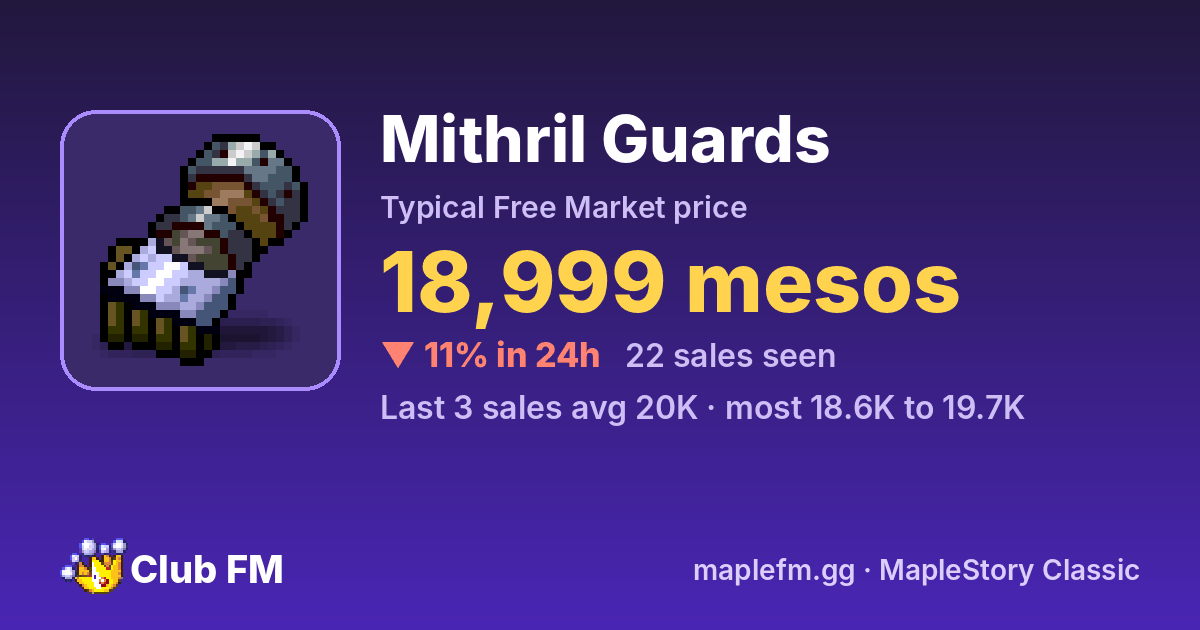 Mithril Guards
Typical Free Market price
18,999 mesos
▼ 11% in 24h 22 sales seen
Last 3 sales avg 20K · most 18.6K to 19.7K
Club FM
maplefm.gg · MapleStory Classic